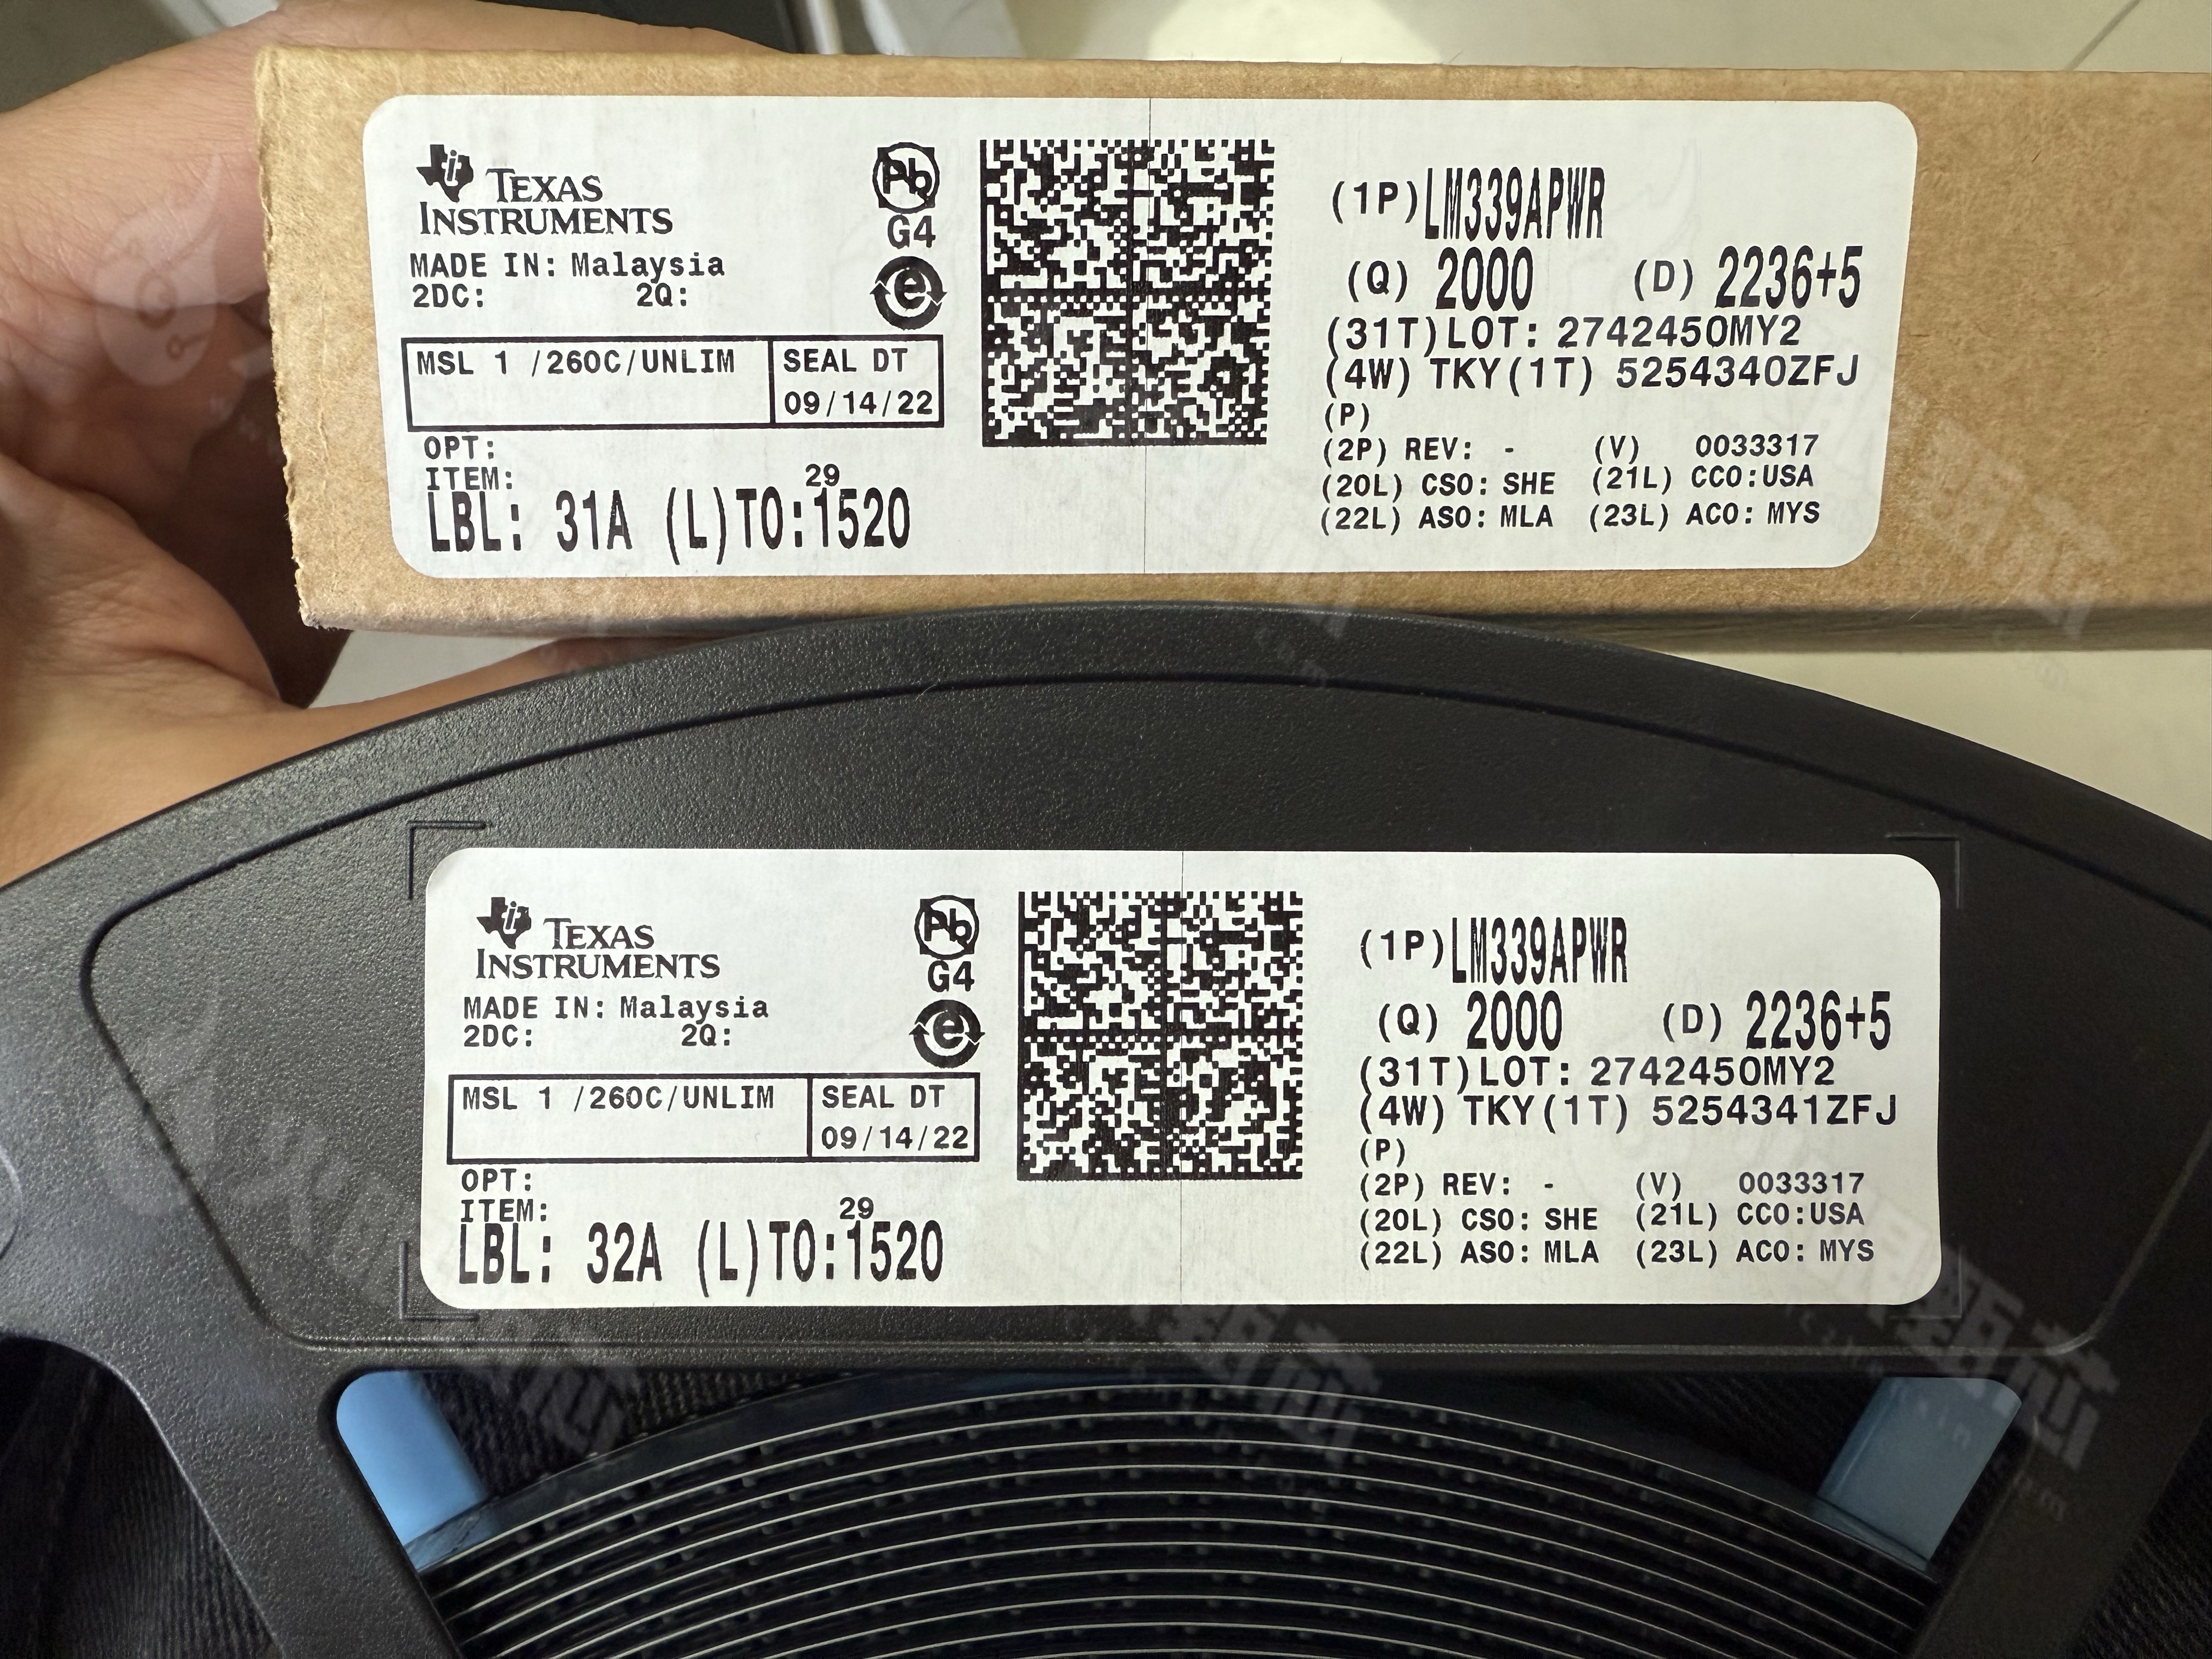 TEXAS
INSTRUMENTS
MADE IN: Malaysia
2DC: 2Q:
Pb
G4
e
MSL 1 /260C/UNLIM
SEAL DT
09/14/22
OPT:
ITEM: 29
LBL: 31A (L)TO:1520
(1P)LM339APWR
(Q) 2000 (D) 2236+5
(31T)LOT: 2742450MY2
(4W) TKY(1T) 5254340ZFJ
(P)
(2P) REV: - (V) 0033317
(20L) CSO: SHE (21L) CCO:USA
(22L) ASO: MLA (23L) ACO: MYS
TEXAS
INSTRUMENTS
MADE IN: Malaysia
2DC: 2Q:
Pb
G4
e
MSL 1 /260C/UNLIM
SEAL DT
09/14/22
OPT:
ITEM: 29
LBL: 32A (L)TO:1520
(1P)LM339APWR
(Q) 2000 (D) 2236+5
(31T)LOT: 2742450MY2
(4W) TKY(1T) 5254341ZFJ
(P)
(2P) REV: - (V) 0033317
(20L) CSO: SHE (21L) CCO:USA
(22L) ASO: MLA (23L) ACO: MYS